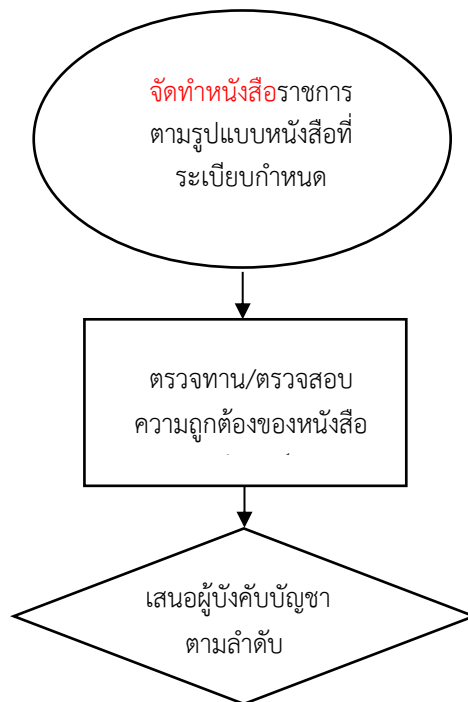 จัดทำหนังสือราชการ
ตามรูปแบบหนังสือที่
ระเบียบกำหนด
ตรวจทาน/ตรวจสอบ
ความถูกต้องของหนังสือ
เสนอผู้บังคับบัญชา
ตามลำดับ